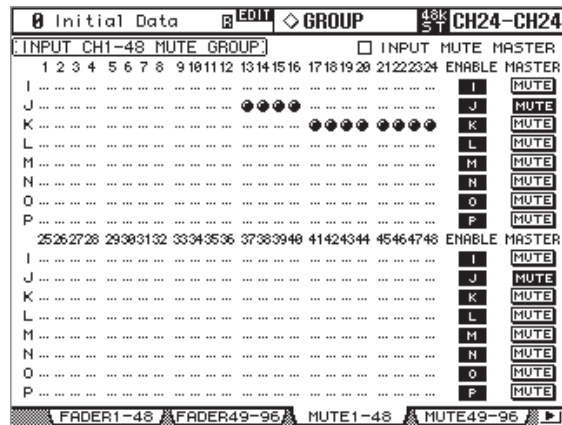 0 Initial Data R EDIT ◇GROUP 48k ST CH24-CH24
INPUT CH1-48 MUTE GROUP □ INPUT MUTE MASTER
1 2 3 4 5 6 7 8 9 10 11 12 13 14 15 16 17 18 19 20 21 22 23 24 ENABLE MASTER
I I MUTE
J J MUTE
K K MUTE
L L MUTE
M M MUTE
N N MUTE
O O MUTE
P P MUTE
25 26 27 28 29 30 31 32 33 34 35 36 37 38 39 40 41 42 43 44 45 46 47 48 ENABLE MASTER
I I MUTE
J J MUTE
K K MUTE
L L MUTE
M M MUTE
N N MUTE
O O MUTE
P P MUTE
FADER1-48 FADER49-96 MUTE1-48 MUTE49-96